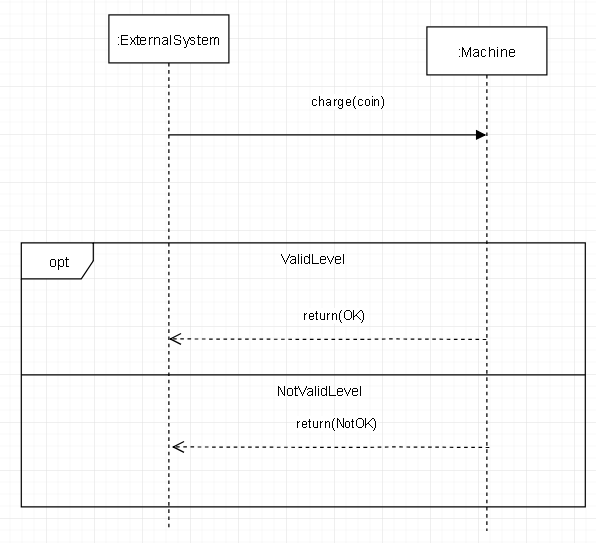 :ExternalSystem
:Machine
charge(coin)
opt
ValidLevel
return(OK)
NotValidLevel
return(NotOK)